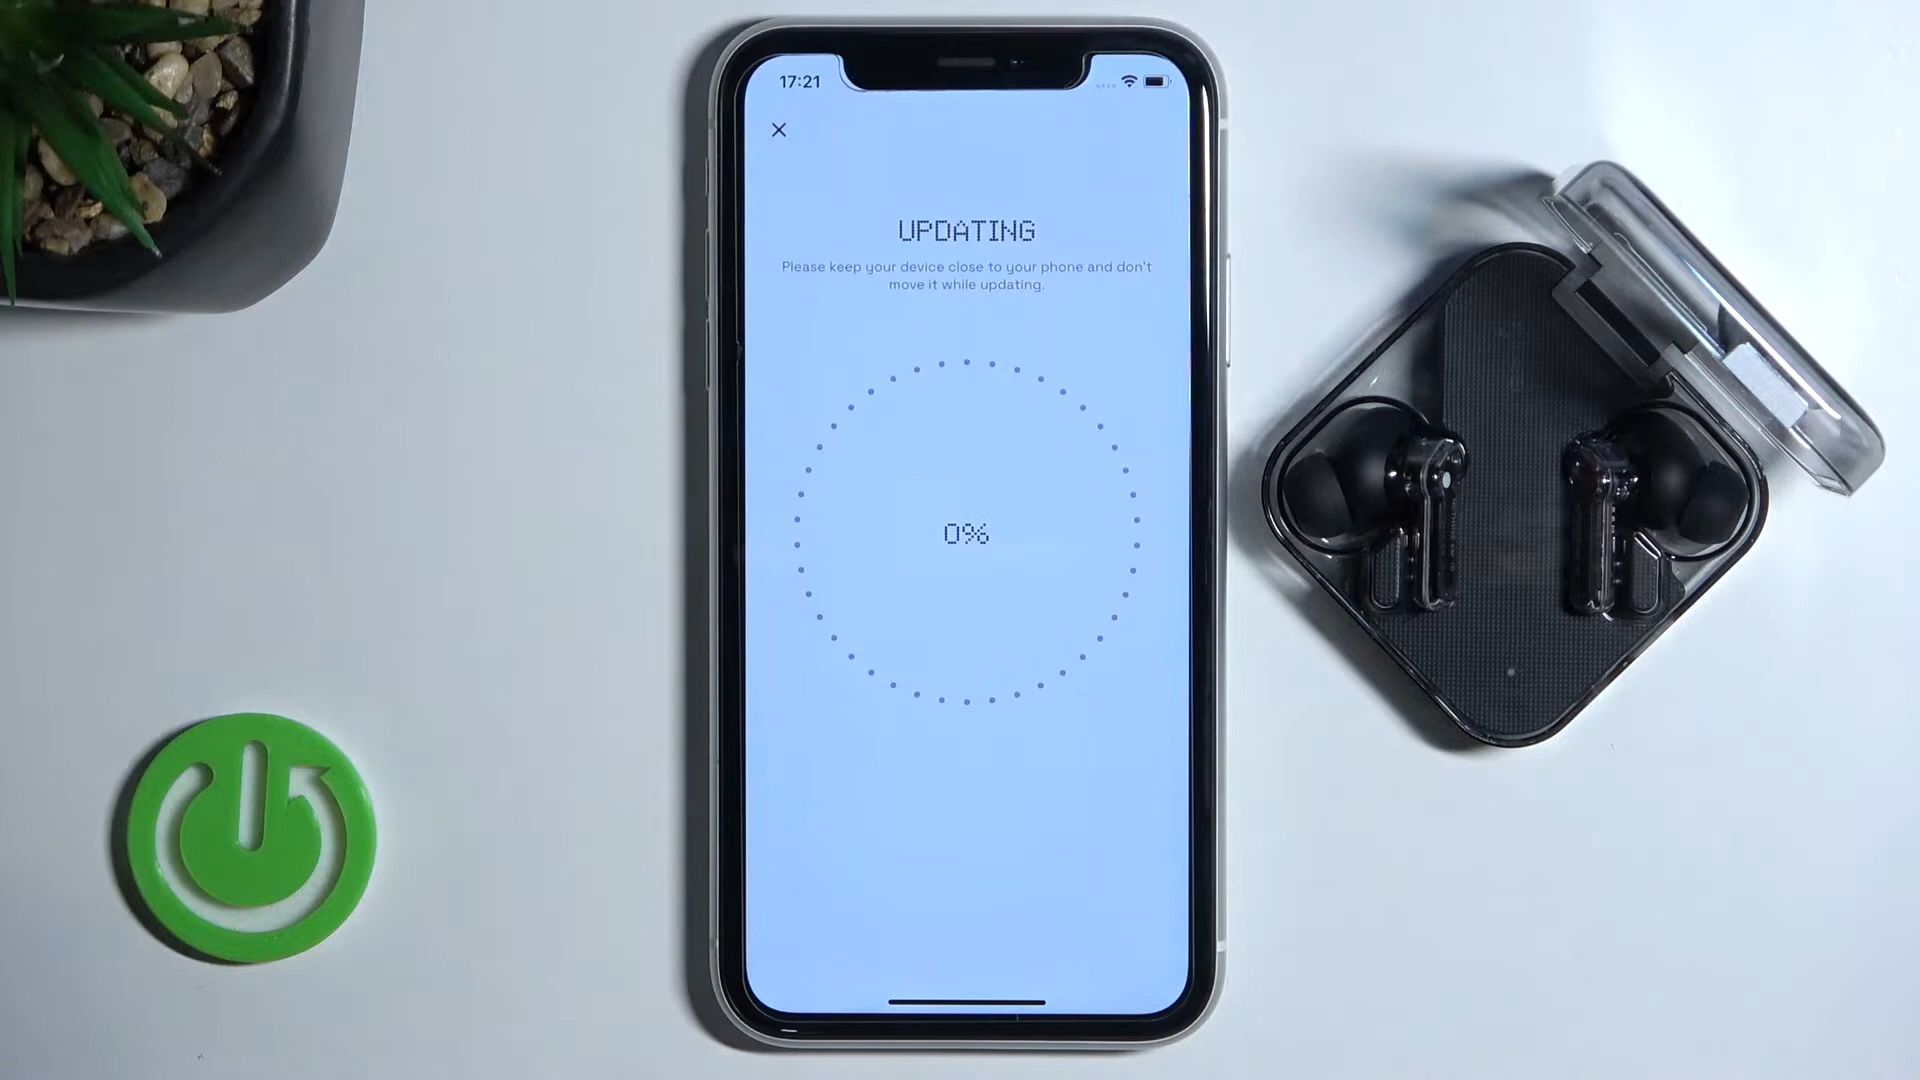 17:21
UPDATING
Please keep your device close to your phone and don't
move it while updating.
0%